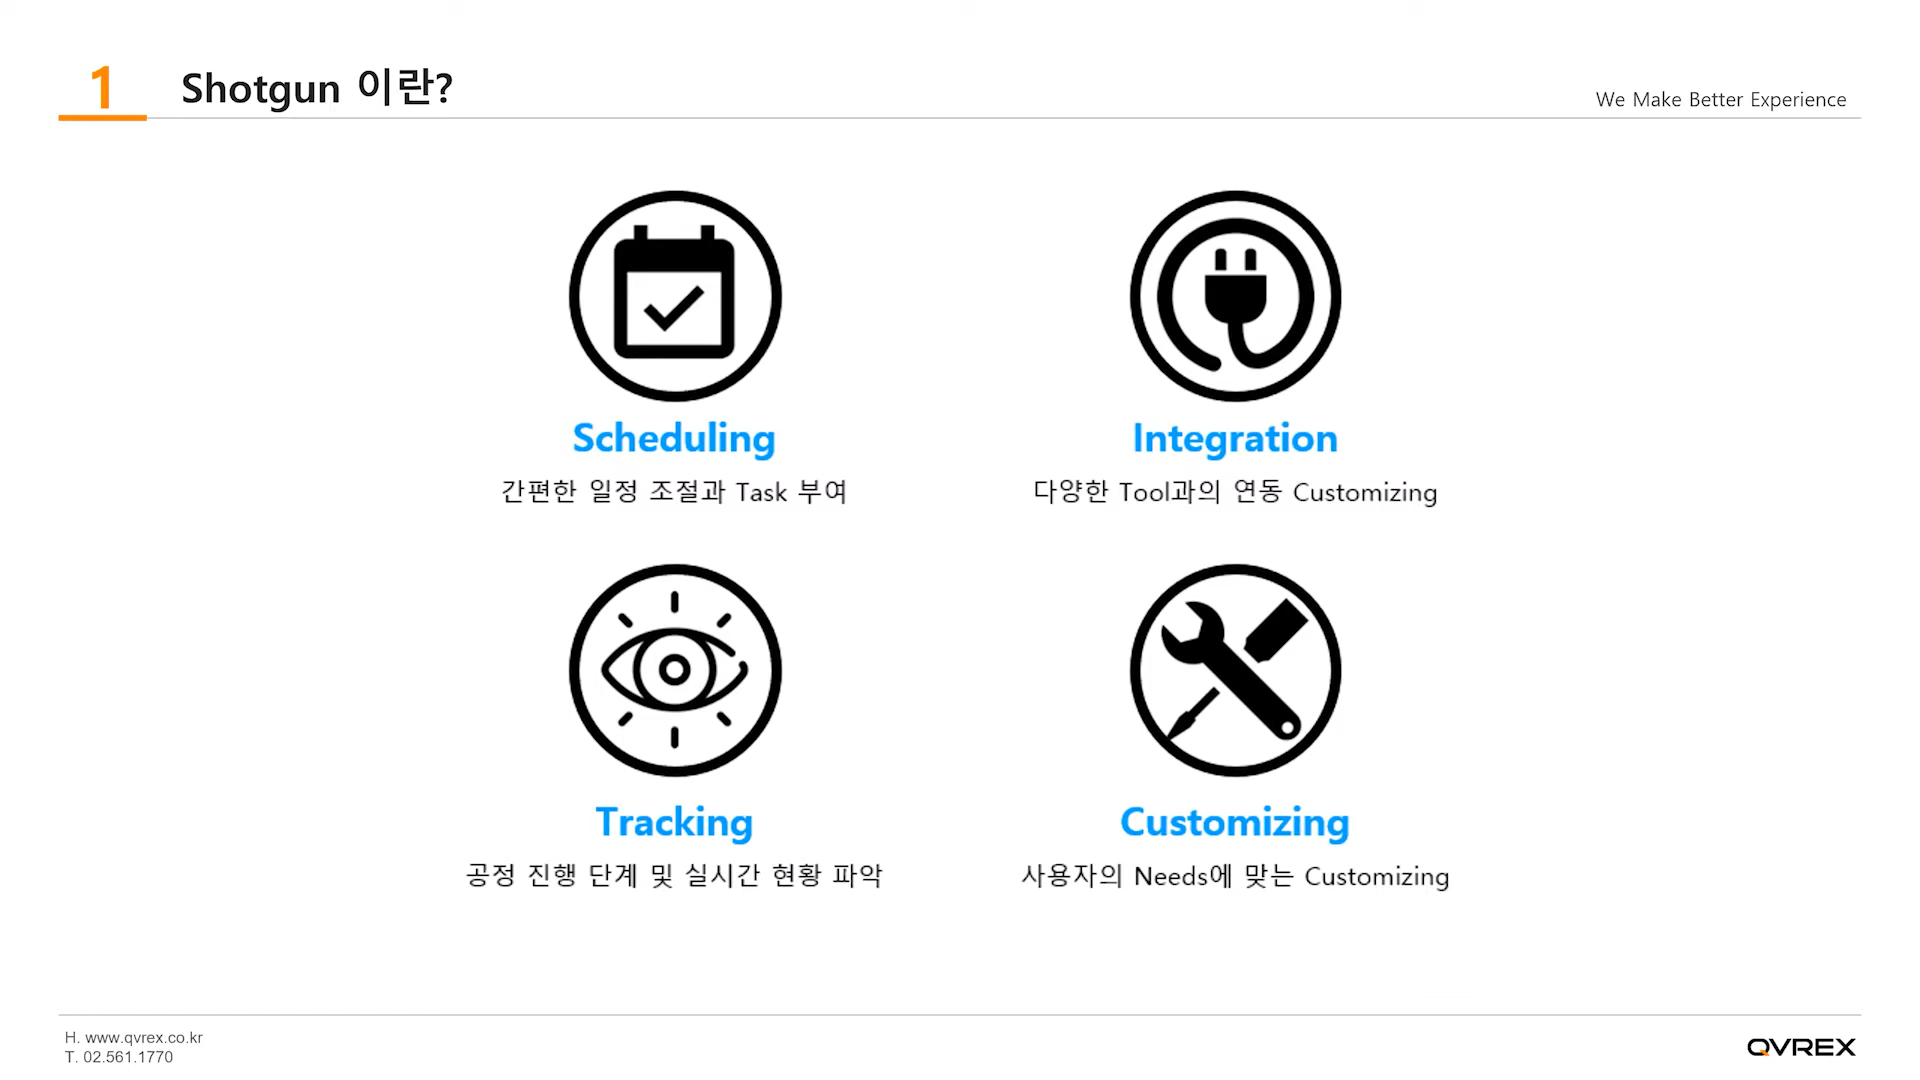 1
Shotgun 이란?
We Make Better Experience
Scheduling
간편한 일정 조절과 Task 부여
Integration
다양한 Tool과의 연동 Customizing
Tracking
공정 진행 단계 및 실시간 현황 파악
Customizing
사용자의 Needs에 맞는 Customizing
H. www.qvrex.co.kr
T. 02.561.1770
QVREX